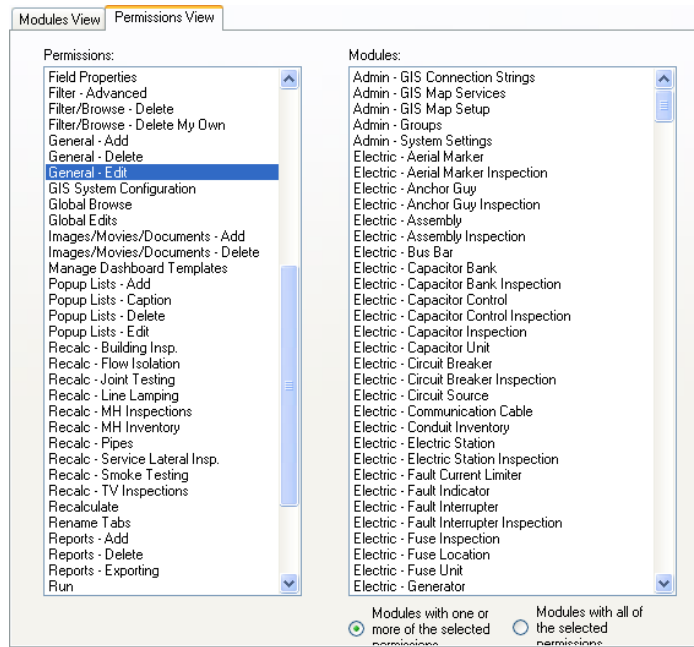 Modules View Permissions View
Permissions:
Field Properties
Filter - Advanced
Filter/Browse - Delete
Filter/Browse - Delete My Own
General - Add
General - Delete
General - Edit
GIS System Configuration
Global Browse
Global Edits
Images/Movies/Documents - Add
Images/Movies/Documents - Delete
Manage Dashboard Templates
Popup Lists - Add
Popup Lists - Caption
Popup Lists - Delete
Popup Lists - Edit
Recalc - Building Insp.
Recalc - Flow Isolation
Recalc - Joint Testing
Recalc - Line Lamping
Recalc - MH Inspections
Recalc - MH Inventory
Recalc - Pipes
Recalc - Service Lateral Insp.
Recalc - Smoke Testing
Recalc - TV Inspections
Recalculate
Rename Tabs
Reports - Add
Reports - Delete
Reports - Exporting
Run
Modules:
Admin - GIS Connection Strings
Admin - GIS Map Services
Admin - GIS Map Setup
Admin - Groups
Admin - System Settings
Electric - Aerial Marker
Electric - Aerial Marker Inspection
Electric - Anchor Guy
Electric - Anchor Guy Inspection
Electric - Assembly
Electric - Assembly Inspection
Electric - Bus Bar
Electric - Capacitor Bank
Electric - Capacitor Bank Inspection
Electric - Capacitor Control
Electric - Capacitor Control Inspection
Electric - Capacitor Inspection
Electric - Capacitor Unit
Electric - Circuit Breaker
Electric - Circuit Breaker Inspection
Electric - Circuit Source
Electric - Communication Cable
Electric - Conduit Inventory
Electric - Electric Station
Electric - Electric Station Inspection
Electric - Fault Current Limiter
Electric - Fault Indicator
Electric - Fault Interrupter
Electric - Fault Interrupter Inspection
Electric - Fuse Inspection
Electric - Fuse Location
Electric - Fuse Unit
Electric - Generator
Modules with one or
more of the selected
permissions
Modules with all of
the selected
permissions